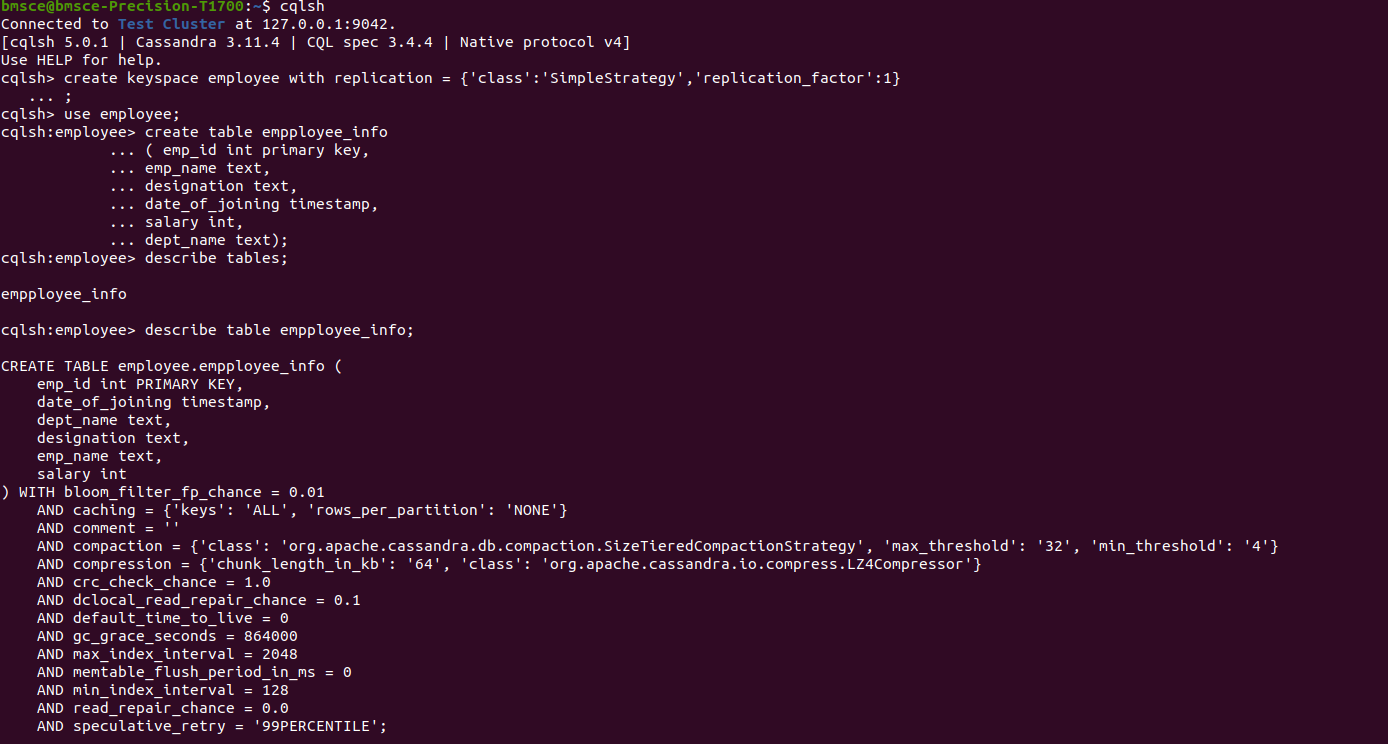 bmsce@bmsce-Precision-T1700:~$ cqlsh
Connected to Test Cluster at 127.0.0.1:9042.
[cqlsh 5.0.1 | Cassandra 3.11.4 | CQL spec 3.4.4 | Native protocol v4]
Use HELP for help.
cqlsh> create keyspace employee with replication = {'class':'SimpleStrategy','replication_factor':1}
   ... ;
cqlsh> use employee;
cqlsh:employee> create table empployee_info
            ... ( emp_id int primary key,
            ... emp_name text,
            ... designation text,
            ... date_of_joining timestamp,
            ... salary int,
            ... dept_name text);
cqlsh:employee> describe tables;

empployee_info

cqlsh:employee> describe table empployee_info;

CREATE TABLE employee.empployee_info (
    emp_id int PRIMARY KEY,
    date_of_joining timestamp,
    dept_name text,
    designation text,
    emp_name text,
    salary int
) WITH bloom_filter_fp_chance = 0.01
    AND caching = {'keys': 'ALL', 'rows_per_partition': 'NONE'}
    AND comment = ''
    AND compaction = {'class': 'org.apache.cassandra.db.compaction.SizeTieredCompactionStrategy', 'max_threshold': '32', 'min_threshold': '4'}
    AND compression = {'chunk_length_in_kb': '64', 'class': 'org.apache.cassandra.io.compress.LZ4Compressor'}
    AND crc_check_chance = 1.0
    AND dclocal_read_repair_chance = 0.1
    AND default_time_to_live = 0
    AND gc_grace_seconds = 864000
    AND max_index_interval = 2048
    AND memtable_flush_period_in_ms = 0
    AND min_index_interval = 128
    AND read_repair_chance = 0.0
    AND speculative_retry = '99PERCENTILE';